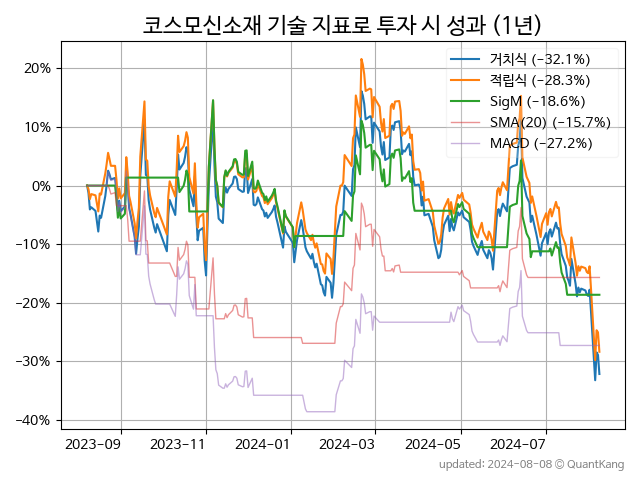 코스모신소재 기술 지표로 투자 시 성과 (1년)
거치식 (−32.1%)
적립식 (−28.3%)
SigM (−18.6%)
SMA(20) (−15.7%)
MACD (−27.2%)
20%
10%
0%
−10%
−20%
−30%
−40%
2023-09
2023-11
2024-01
2024-03
2024-05
2024-07
updated: 2024-08-08 © QuantKang